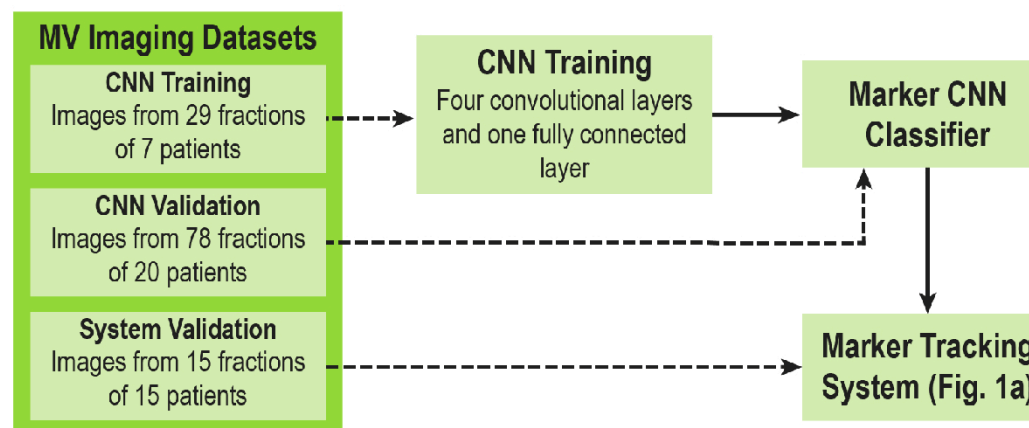 MV Imaging Datasets
CNN Training
Images from 29 fractions
of 7 patients
CNN Validation
Images from 78 fractions
of 20 patients
System Validation
Images from 15 fractions
of 15 patients
CNN Training
Four convolutional layers
and one fully connected
layer
Marker CNN
Classifier
Marker Tracking
System (Fig. 1a)